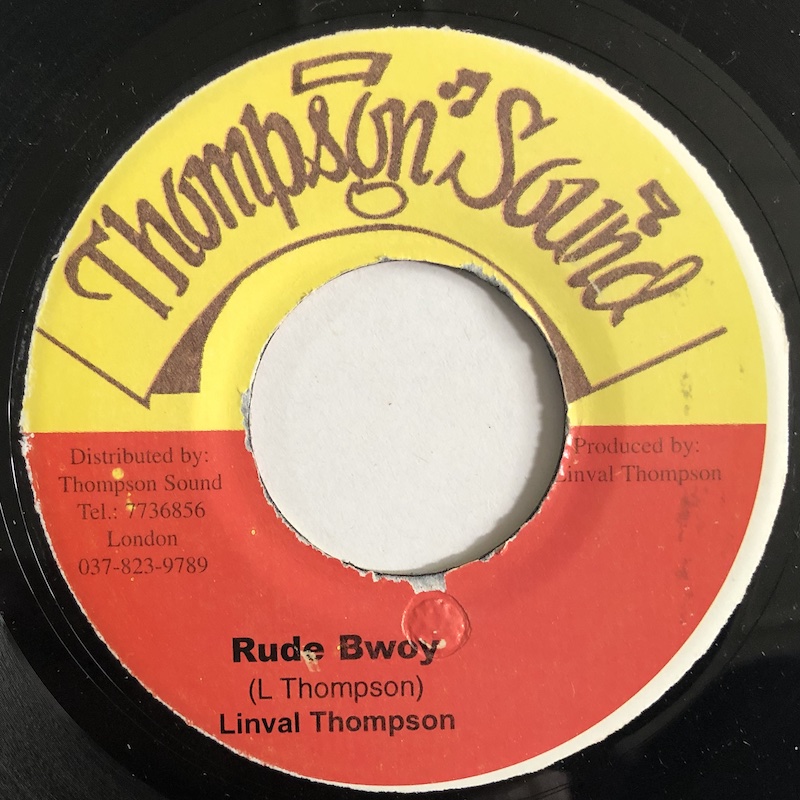 Thompson Sound
Distributed by:
Thompson Sound
Tel.: 7736856
London
037-823-9789
Produced by:
Linval Thompson
Rude Bwoy
(L Thompson)
Linval Thompson